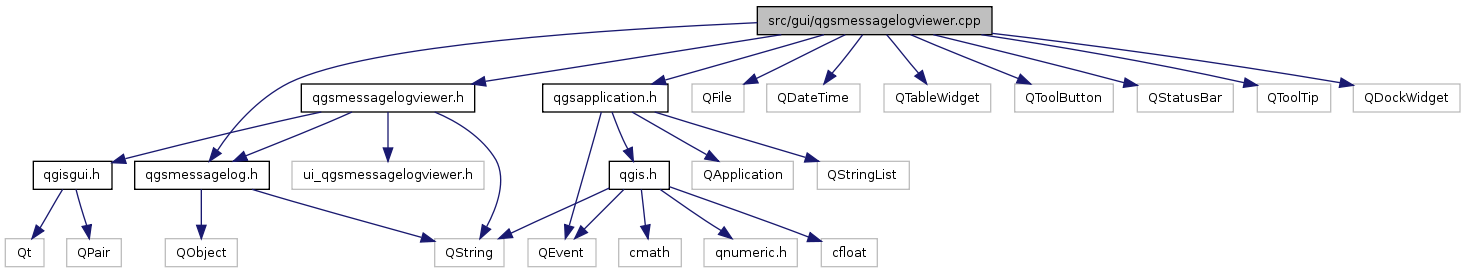 src/gui/qgsmessagelogviewer.cpp
qgsmessagelogviewer.h
qgsapplication.h
QFile
QDateTime
QTableWidget
QToolButton
QStatusBar
QToolTip
QDockWidget
qgisgui.h
qgsmessagelog.h
ui_qgsmessagelogviewer.h
qgis.h
QApplication
QStringList
Qt
QPair
QObject
QString
QEvent
cmath
qnumeric.h
cfloat